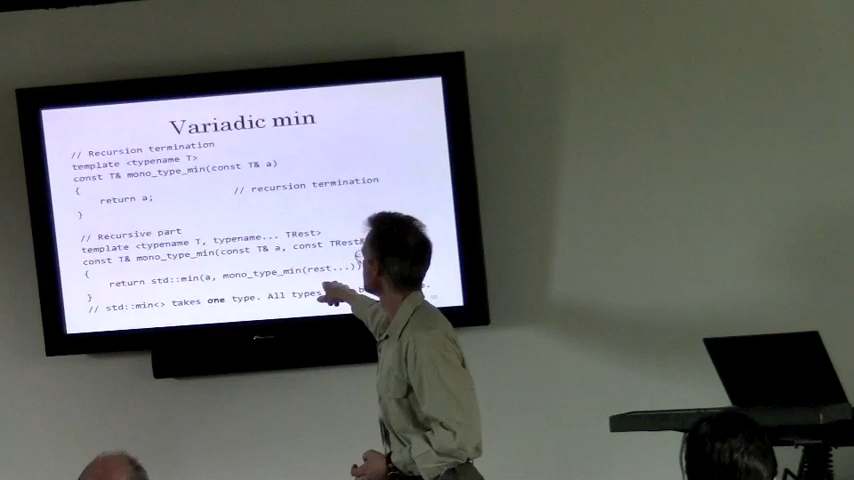 Variadic min
// Recursion termination
template <typename T>
const T& mono_type_min(const T& a)
{
return a; // recursion termination
}
// Recursive part
template <typename T, typename... TRest>
const T& mono_type_min(const T& a, const TRest&
{
return std::min(a, mono_type_min(rest...))
}
// std::min<> takes one type. All types